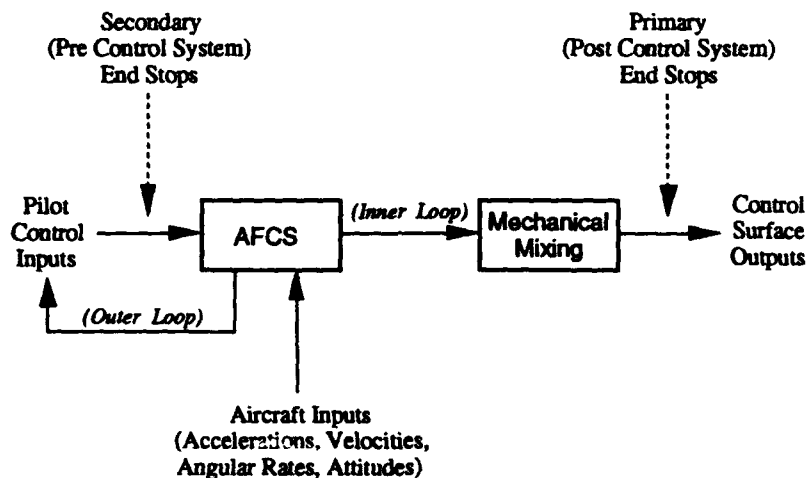 Secondary
(Pre Control System)
End Stops
Primary
(Post Control System)
End Stops
Pilot
Control
Inputs
AFCS
(Inner Loop)
Mechanical
Mixing
Control
Surface
Outputs
(Outer Loop)
Aircraft Inputs
(Accelerations, Velocities,
Angular Rates, Attitudes)